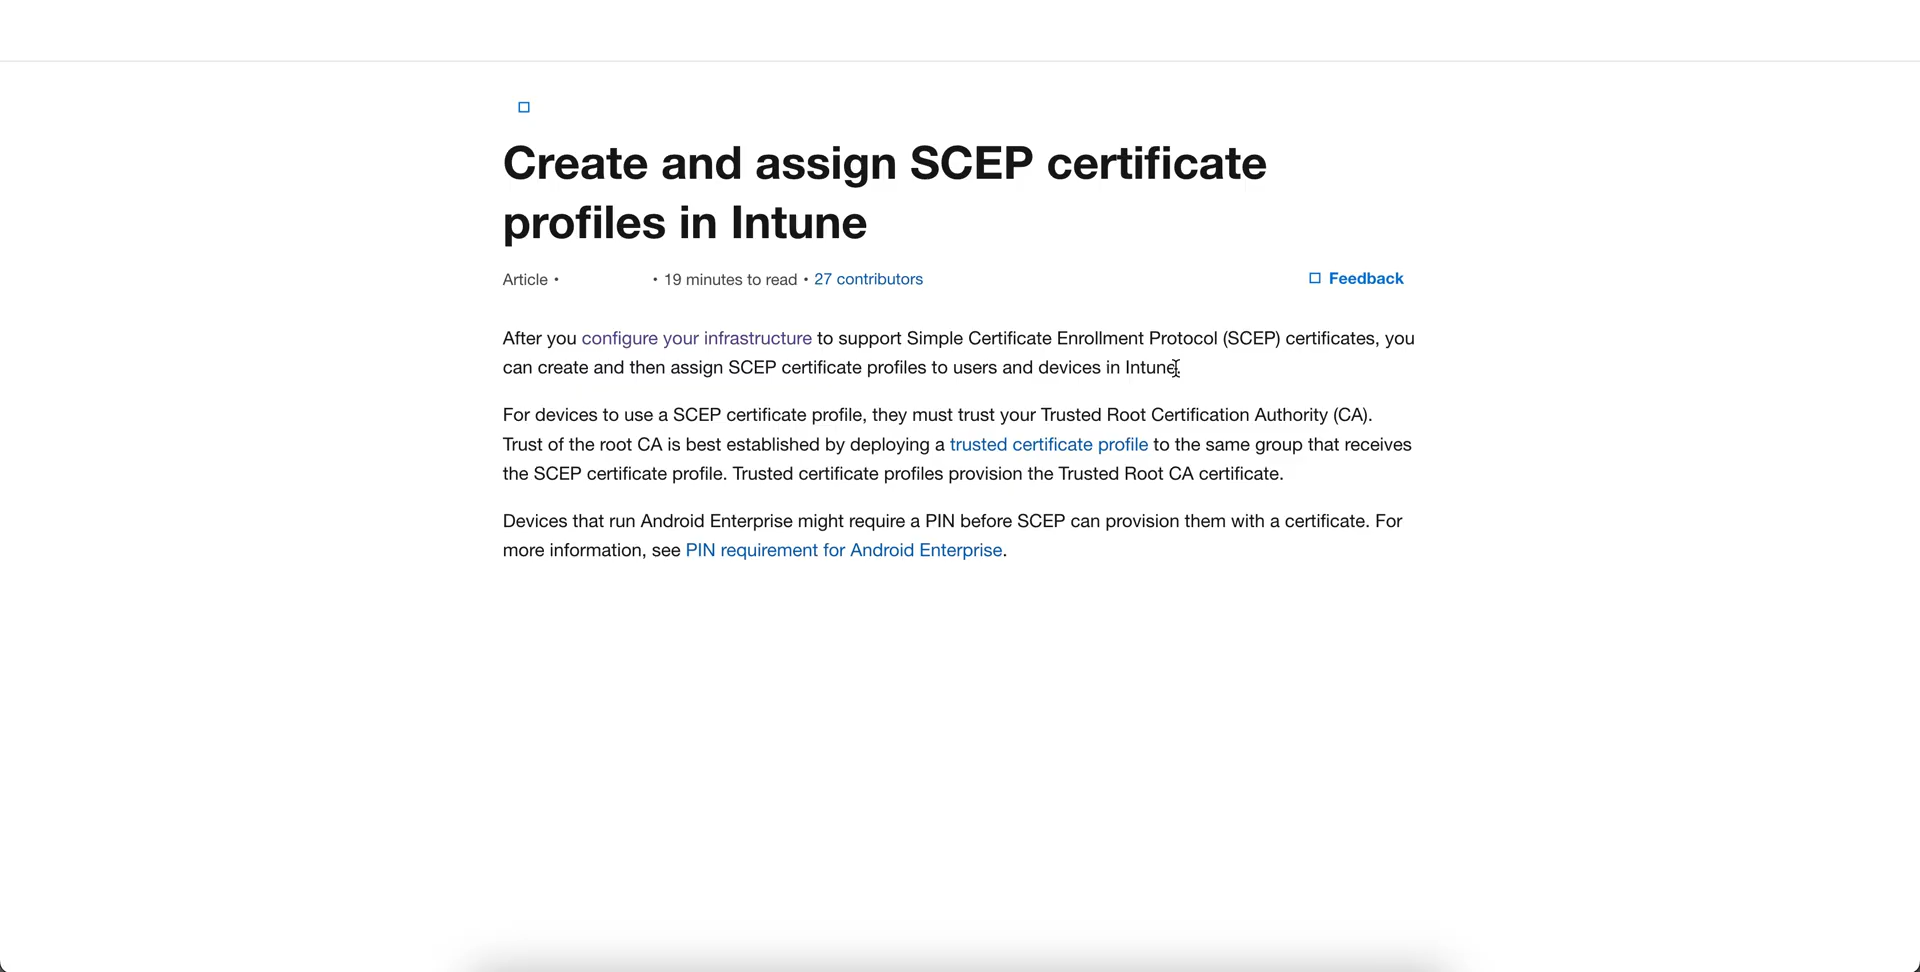 Create and assign SCEP certificate
profiles in Intune
Article • • 19 minutes to read • 27 contributors
Feedback
After you configure your infrastructure to support Simple Certificate Enrollment Protocol (SCEP) certificates, you
can create and then assign SCEP certificate profiles to users and devices in Intune.
For devices to use a SCEP certificate profile, they must trust your Trusted Root Certification Authority (CA).
Trust of the root CA is best established by deploying a trusted certificate profile to the same group that receives
the SCEP certificate profile. Trusted certificate profiles provision the Trusted Root CA certificate.
Devices that run Android Enterprise might require a PIN before SCEP can provision them with a certificate. For
more information, see PIN requirement for Android Enterprise.